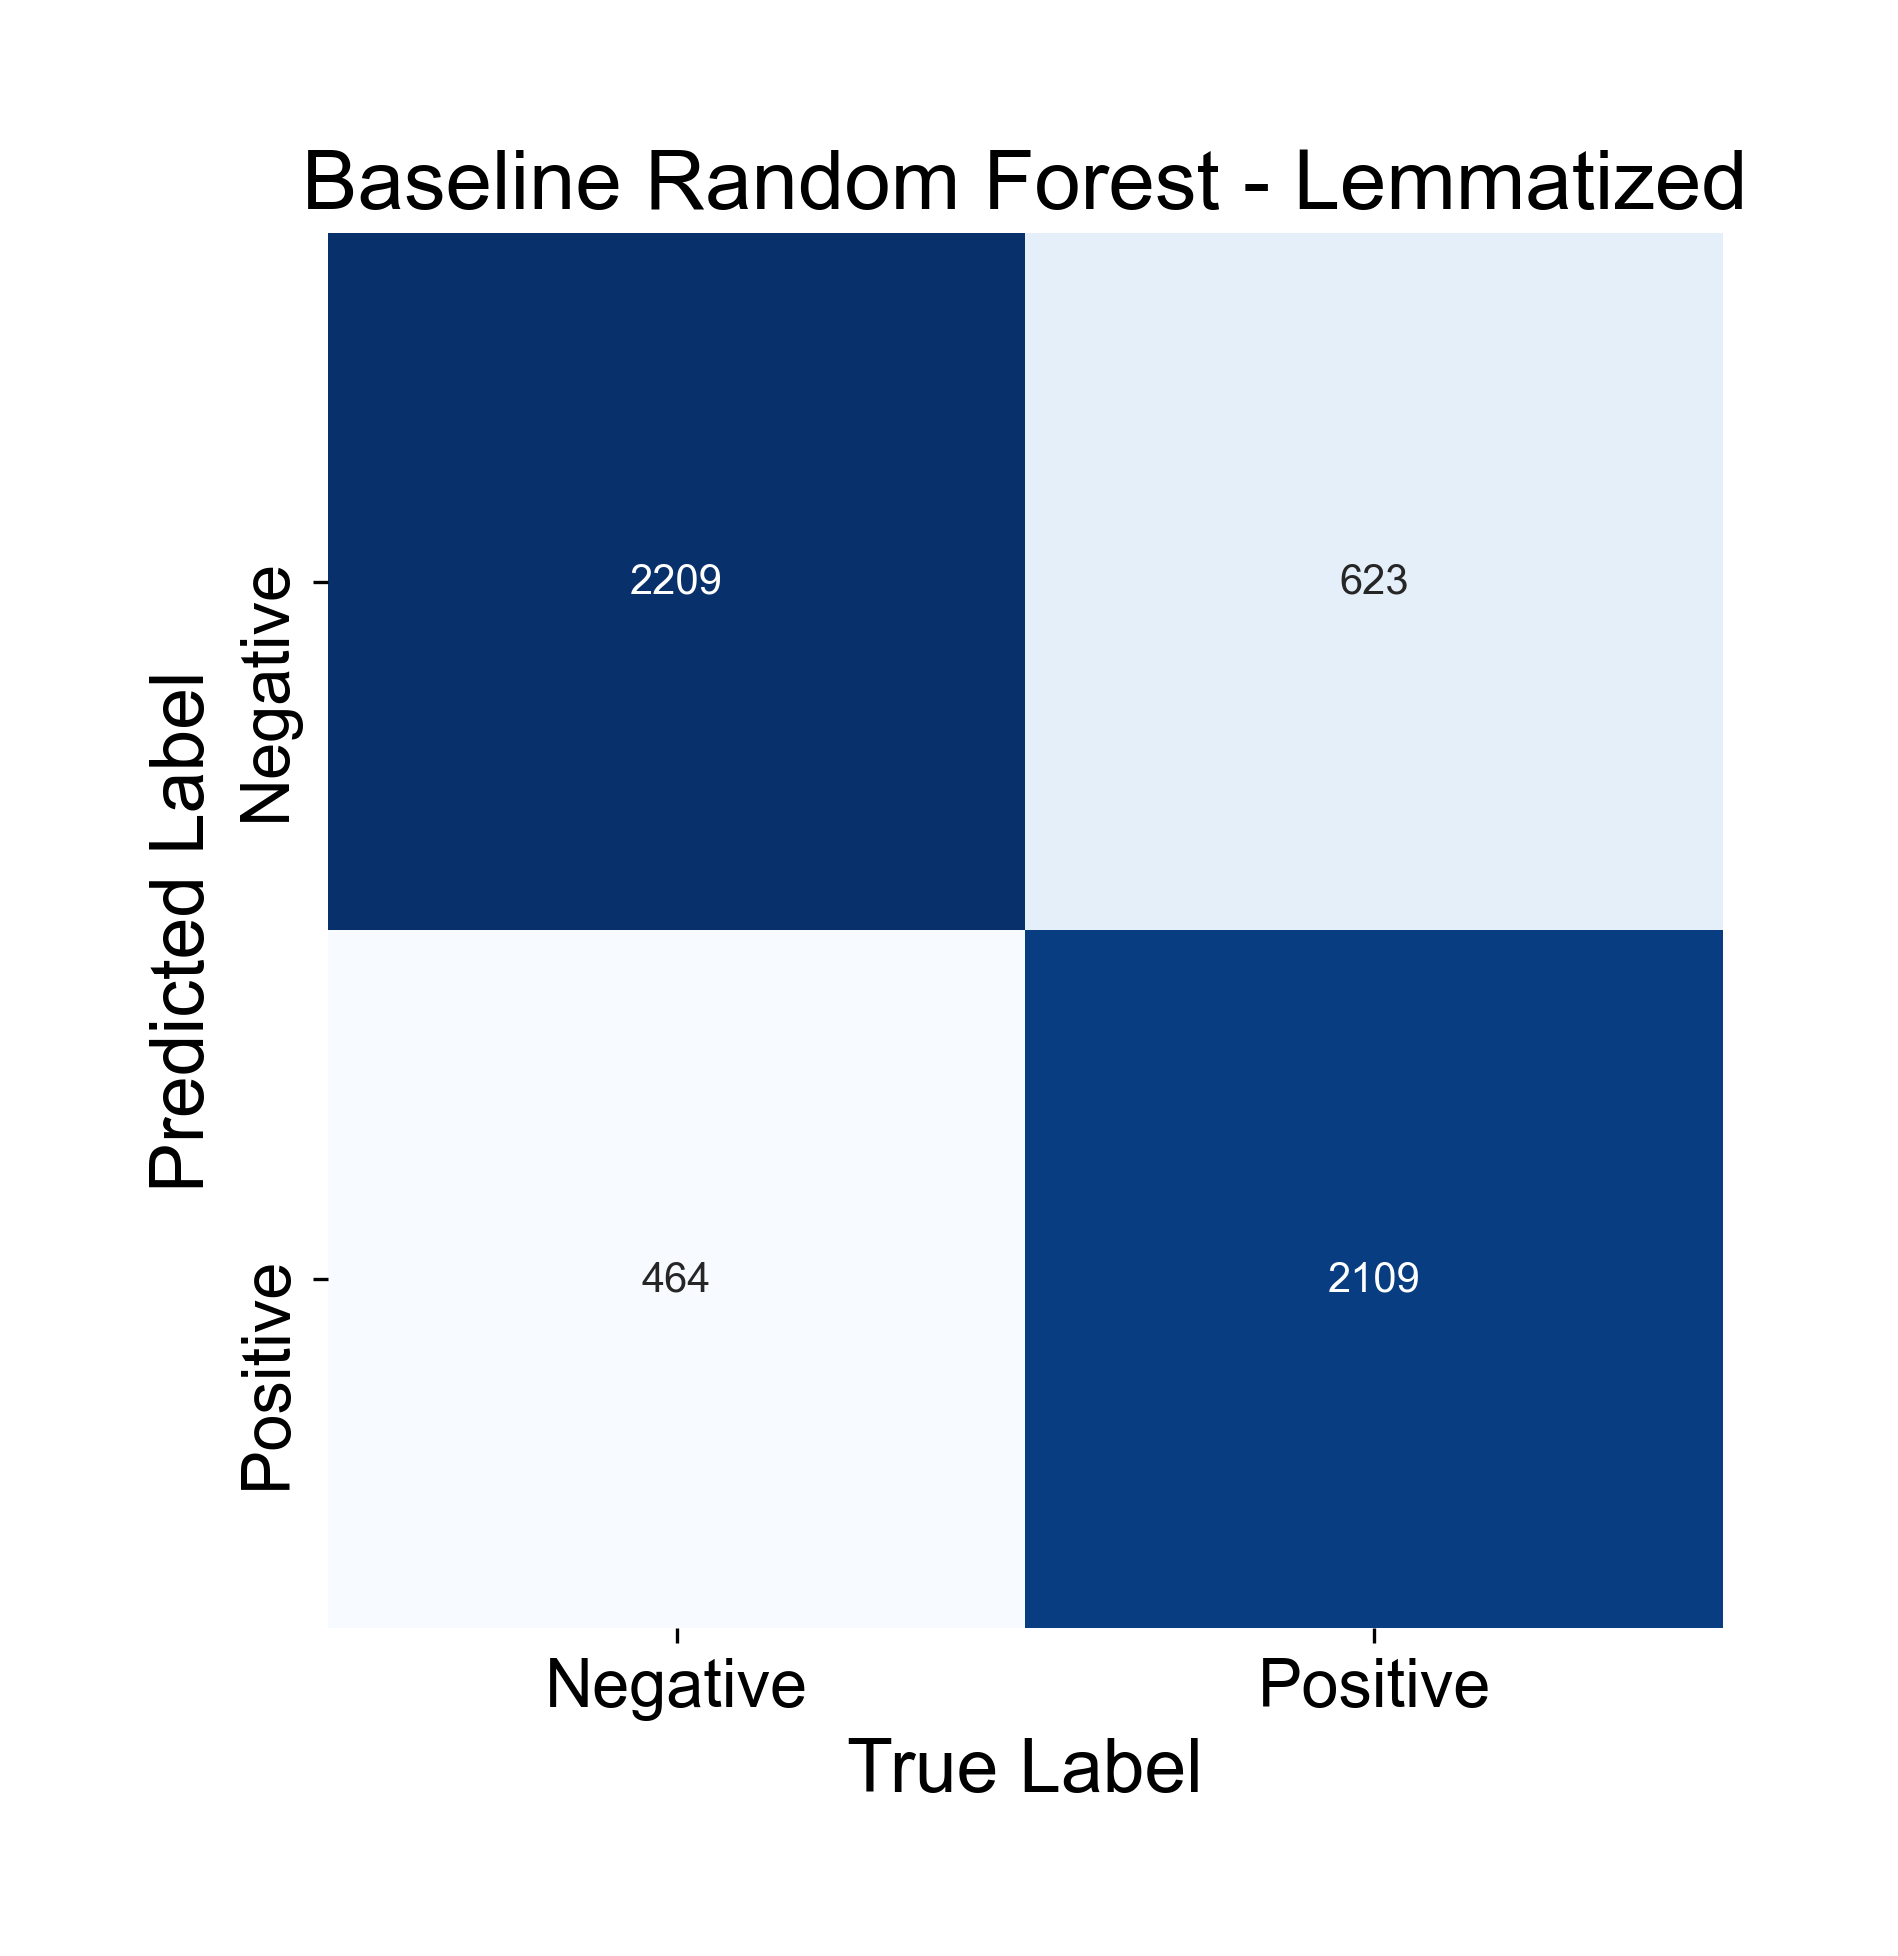 Baseline Random Forest - Lemmatized
Predicted Label
Negative
2209
623
Positive
464
2109
Negative
Positive
True Label